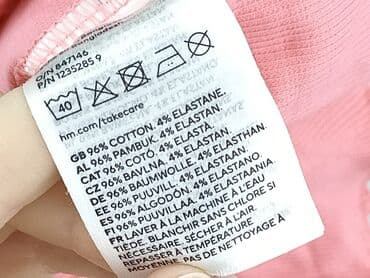 O/N 847146
P/N 1235285 9
40
hm.com/takecare
GB 96% COTTON, 4% ELASTANE.
AL 96% PAMBUK, 4% ELASTAN.
CAT 96% COTÓ, 4% ELASTÀ.
CZ 96% BAVLNA, 4% ELASTAN.
DE 96% BAUMWOLLE, 4% ELASTHAN.
EE 96% PUUVILL, 4% ELASTAAN.
ES 96% ALGODÓN, 4% ELASTANIA.
FI 96% PUUVILLAA, 4% ELASTAANIA.
FR LAVER À LA MACHINE À L'EAU
TIÈDE, BLANCHIR SANS CHLORE SI
NÉCESSAIRE, SÉCHER À L'AIR,
REPASSER À TEMPÉRATURE
MOYENNE, PAS DE NETTOYAGE À